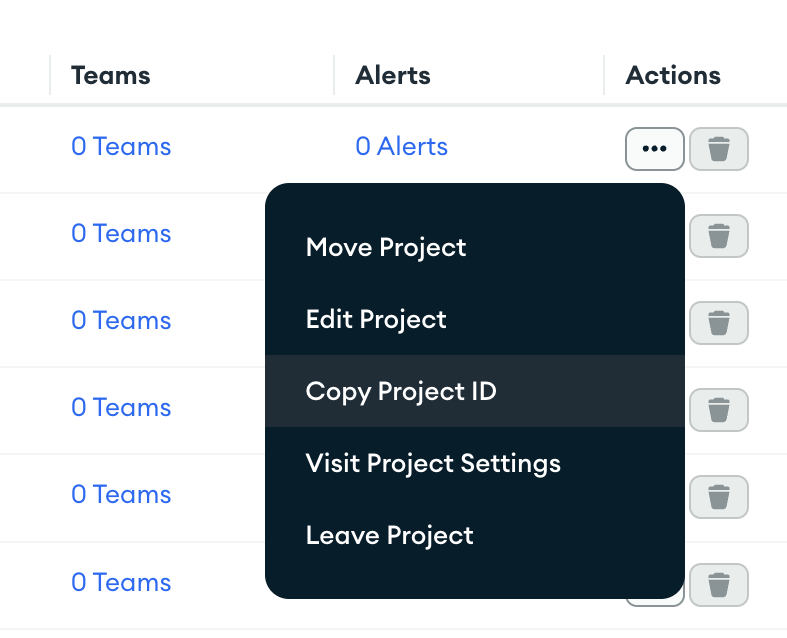 Teams Alerts Actions
0 Teams 0 Alerts
0 Teams
Move Project
0 Teams
Edit Project
Copy Project ID
0 Teams
Visit Project Settings
0 Teams
Leave Project
0 Teams